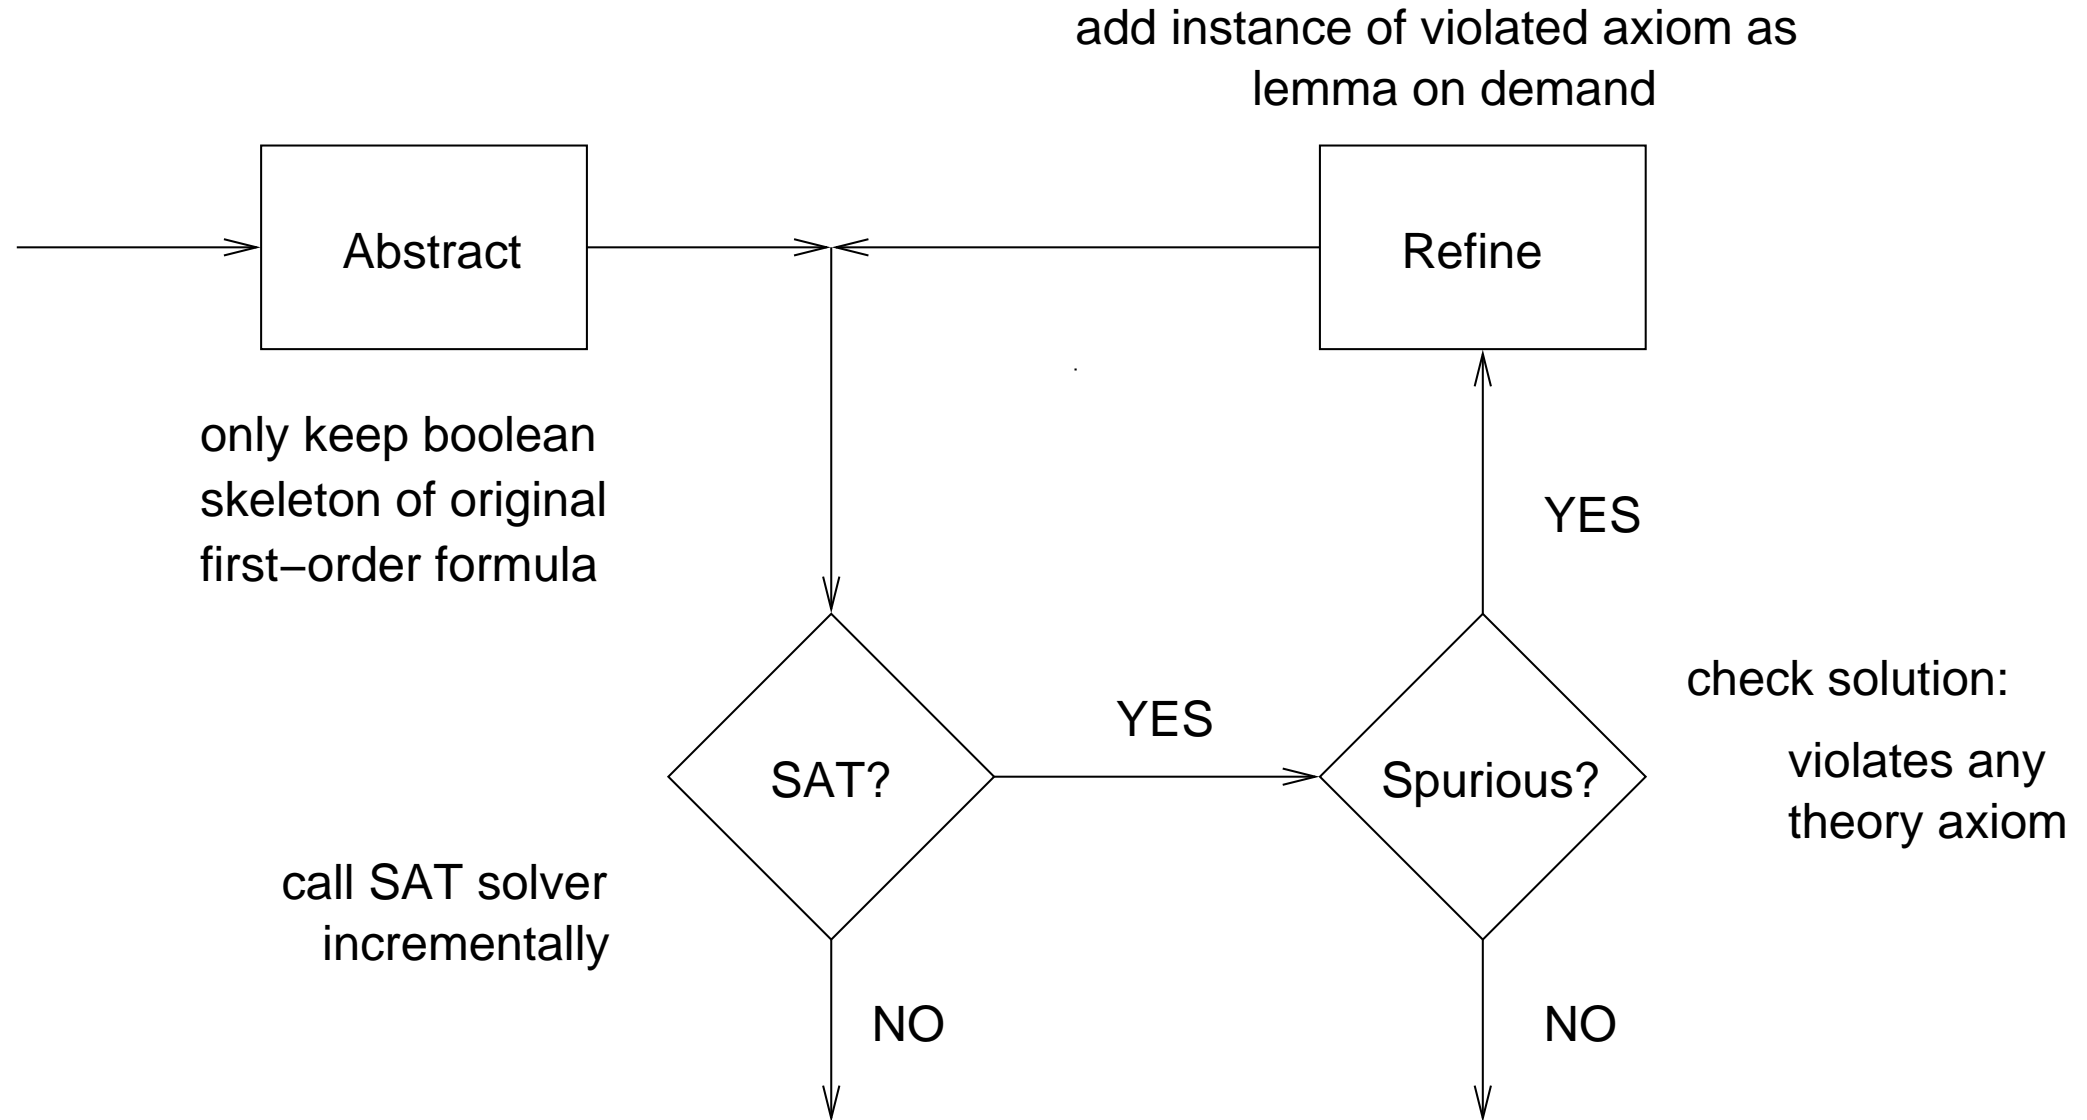 add instance of violated axiom as
lemma on demand
Abstract
Refine
only keep boolean
skeleton of original
first–order formula
YES
YES
check solution:
SAT?
Spurious?
violates any
theory axiom
call SAT solver
incrementally
NO
NO